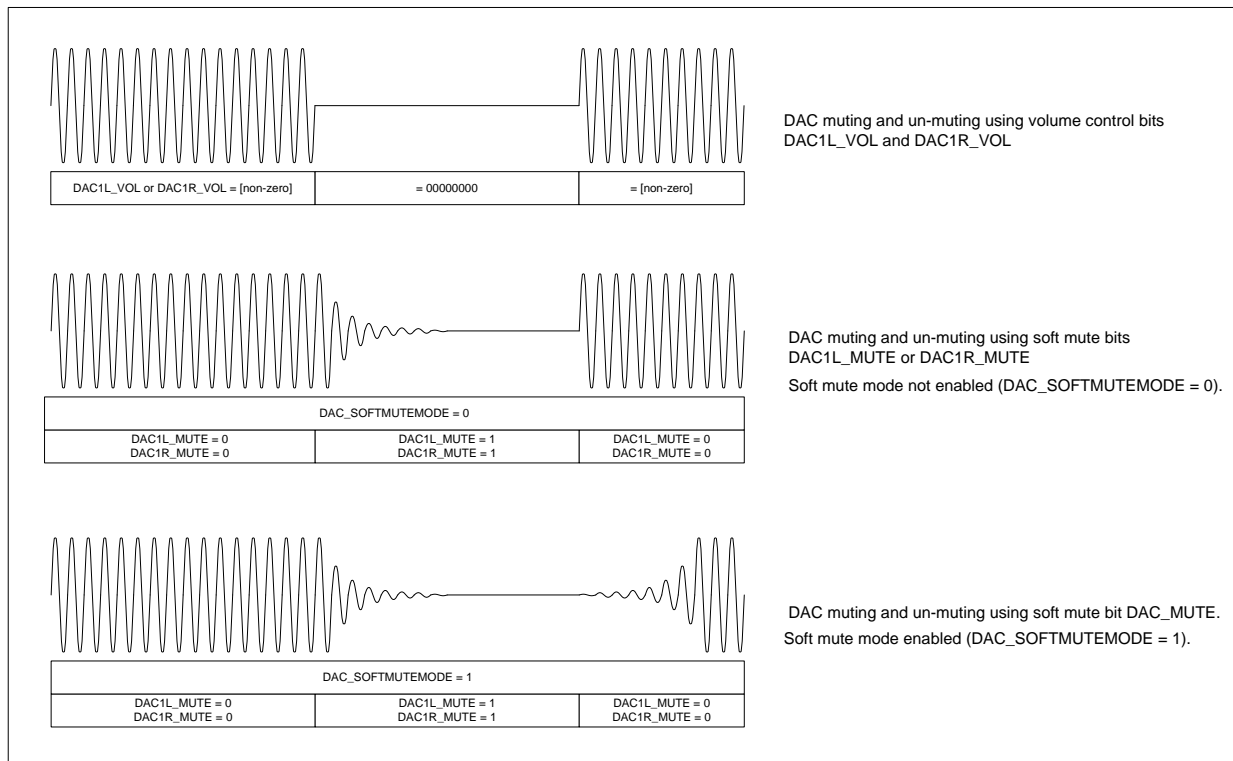 DAC muting and un-muting using volume control bits
DAC1L_VOL and DAC1R_VOL
DAC1L_VOL or DAC1R_VOL = [non-zero]
= 00000000
= [non-zero]
DAC muting and un-muting using soft mute bits
DAC1L_MUTE or DAC1R_MUTE
Soft mute mode not enabled (DAC_SOFTMUTEMODE = 0).
DAC_SOFTMUTEMODE = 0
DAC1L_MUTE = 0
DAC1R_MUTE = 0
DAC1L_MUTE = 1
DAC1R_MUTE = 1
DAC1L_MUTE = 0
DAC1R_MUTE = 0
DAC muting and un-muting using soft mute bit DAC_MUTE.
Soft mute mode enabled (DAC_SOFTMUTEMODE = 1).
DAC_SOFTMUTEMODE = 1
DAC1L_MUTE = 0
DAC1R_MUTE = 0
DAC1L_MUTE = 1
DAC1R_MUTE = 1
DAC1L_MUTE = 0
DAC1R_MUTE = 0